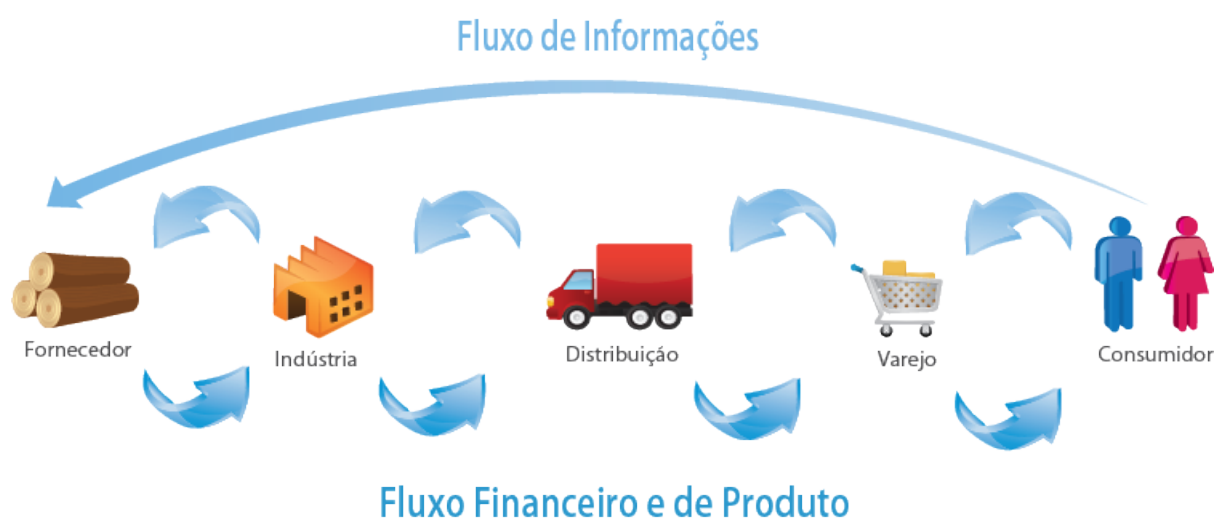 Fluxo de Informações
Fornecedor
Indústria
Distribuição
Varejo
Consumidor
Fluxo Financeiro e de Produto